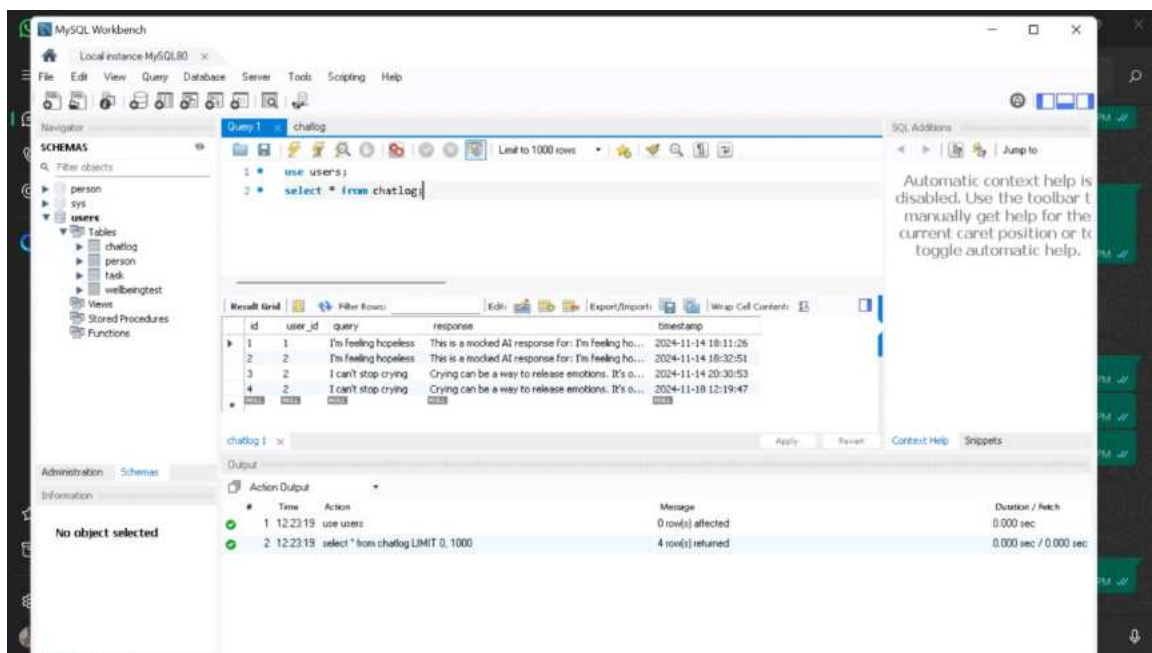 MySQL Workbench
Local instance MySQL80
File Edit View Query Database Server Tools Scripting Help
Navigator
SCHEMAS
Filter objects
person
sys
users
Tables
chatlog
person
task
wellbeingtest
Views
Stored Procedures
Functions
Administration Schemas
Information
No object selected
Query 1 chatlog
Limit to 1000 rows
1 use users;
2 select * from chatlog;
Result Grid Filter Rows: Edit: Export/Import: Wrap Cell Content:
id user_id query response timestamp
1 1 I'm feeling hopeless This is a mocked AI response for: I'm feeling ho... 2024-11-14 18:11:26
2 2 I'm feeling hopeless This is a mocked AI response for: I'm feeling ho... 2024-11-14 18:32:51
3 2 I can't stop crying Crying can be a way to release emotions. It's o... 2024-11-14 20:30:53
4 2 I can't stop crying Crying can be a way to release emotions. It's o... 2024-11-18 12:19:47
NULL NULL NULL NULL NULL
chatlog 1 Apply Revert
Output
Action Output
# Time Action Message Duration / Fetch
1 12:23:19 use users 0 row(s) affected 0.000 sec
2 12:23:19 select * from chatlog LIMIT 0, 1000 4 row(s) returned 0.000 sec / 0.000 sec
SQL Additions
Jump to
Automatic context help is
disabled. Use the toolbar t
manually get help for the
current caret position or to
toggle automatic help.
Context Help Snippets
PM
PM
PM
PM
PM
PM